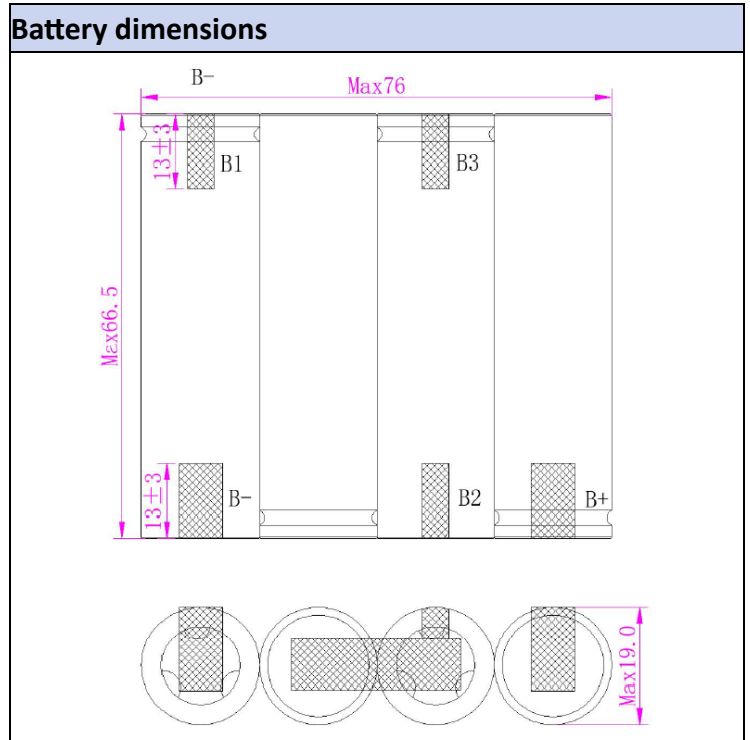 Battery dimensions
B-
Max76
13±3
B1
B3
Max66.5
13±3
B-
B2
B+
Max19.0